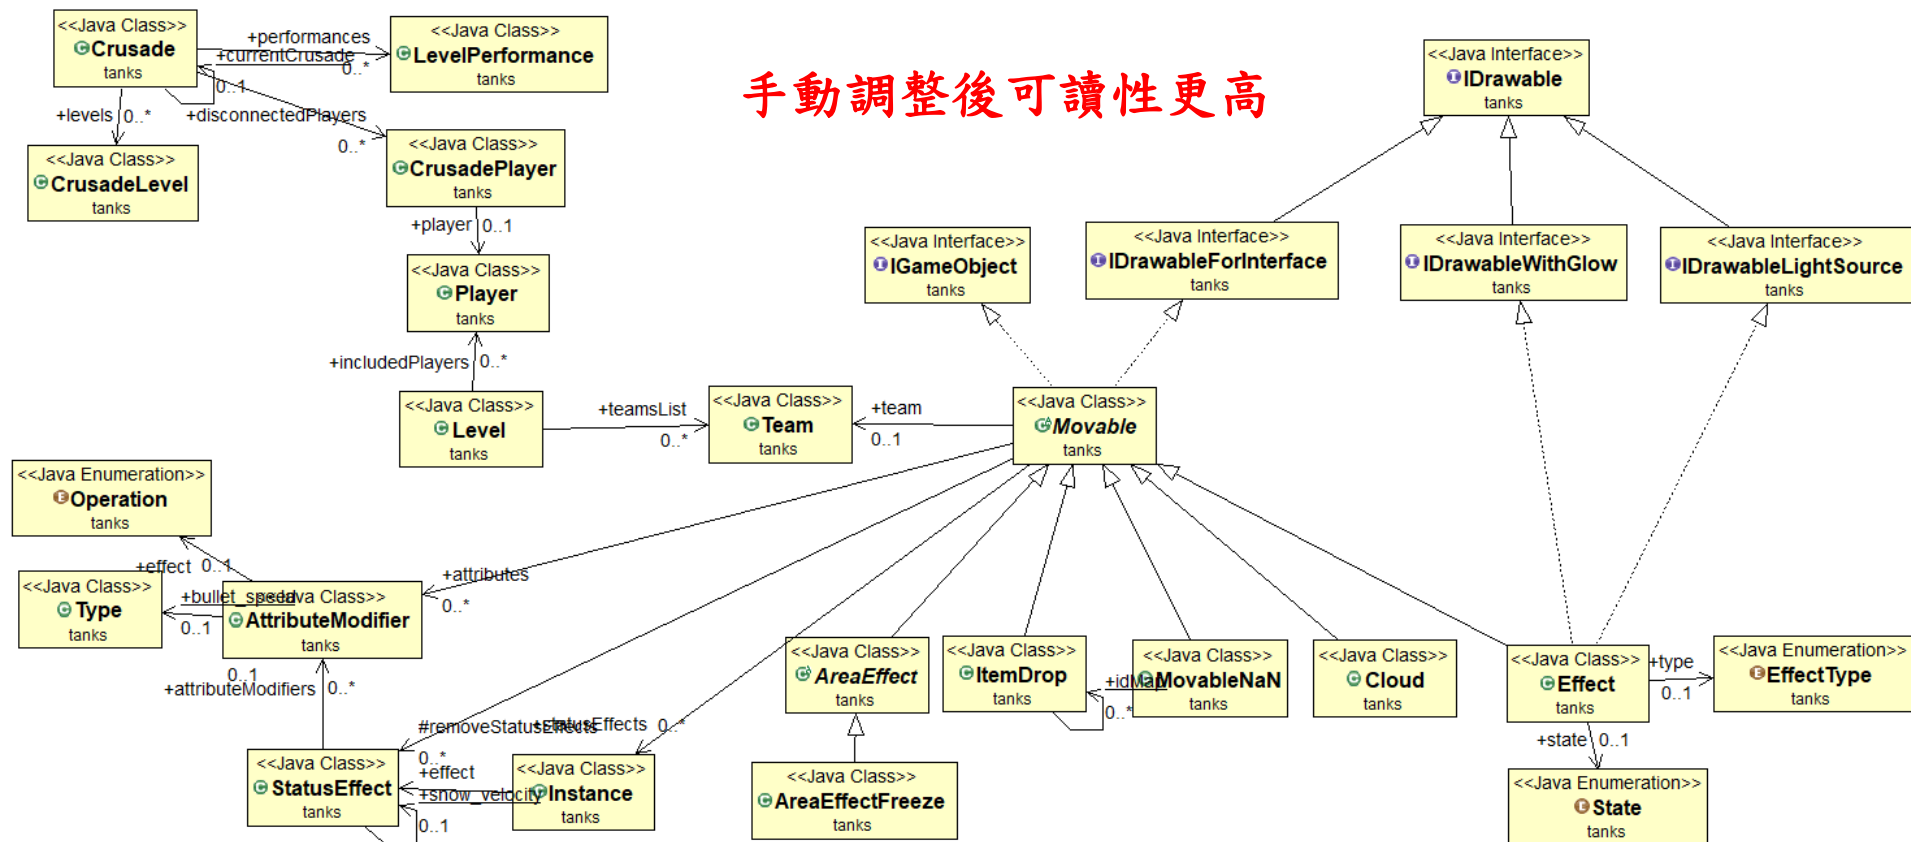 <<Java Class>>
Crusade
tanks
+performances
0..*
+currentCrusade
0..1
<<Java Class>>
LevelPerformance
tanks
手動調整後可讀性更高
<<Java Interface>>
IDrawable
tanks
+levels 0..*
+disconnectedPlayers
0..*
<<Java Class>>
CrusadeLevel
tanks
<<Java Class>>
CrusadePlayer
tanks
+player 0..1
<<Java Class>>
Player
tanks
<<Java Interface>>
IGameObject
tanks
<<Java Interface>>
IDrawableForInterface
tanks
<<Java Interface>>
IDrawableWithGlow
tanks
<<Java Interface>>
IDrawableLightSource
tanks
+includedPlayers 0..*
<<Java Class>>
Level
tanks
+teamsList
0..*
<<Java Class>>
Team
tanks
+team
0..1
<<Java Class>>
Movable
tanks
<<Java Enumeration>>
Operation
tanks
+effect 0..1
<<Java Class>>
Type
tanks
+bullet_speed
0..1
<<Java Class>>
AttributeModifier
tanks
+attributes
0..*
0..1
+attributeModifiers 0..*
<<Java Class>>
AreaEffect
tanks
<<Java Class>>
ItemDrop
tanks
+idMap
0..*
<<Java Class>>
MovableNaN
tanks
<<Java Class>>
Cloud
tanks
<<Java Class>>
Effect
tanks
+type
0..1
<<Java Enumeration>>
EffectType
tanks
#removeStatusEffects
0..*
+statusEffects 0..*
+state 0..1
<<Java Class>>
StatusEffect
tanks
+effect
+snow_velocity
0..1
<<Java Class>>
Instance
tanks
<<Java Class>>
AreaEffectFreeze
tanks
<<Java Enumeration>>
State
tanks